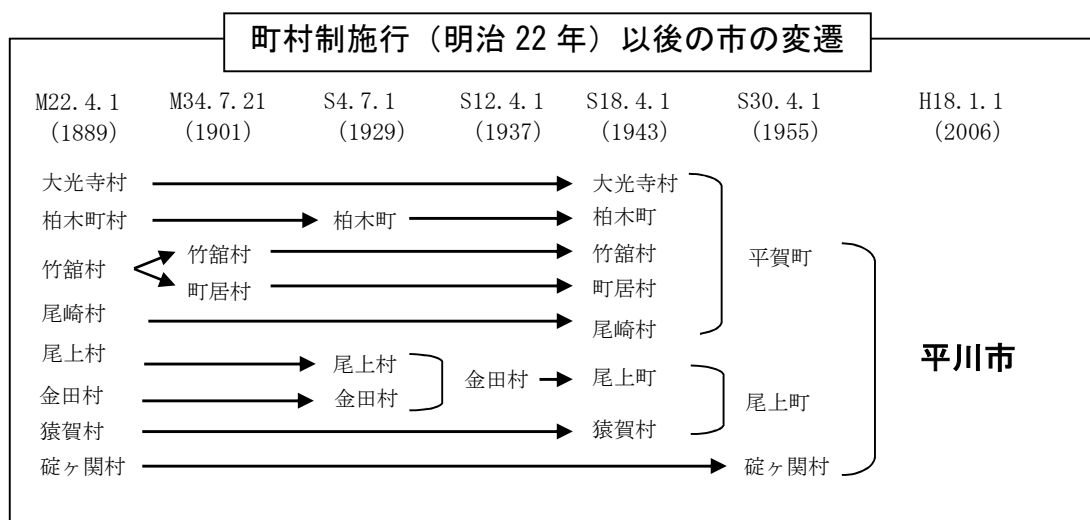 町村制施行（明治 22 年）以後の市の変遷
M22.4.1 M34.7.21 S4.7.1 S12.4.1 S18.4.1 S30.4.1 H18.1.1
(1889) (1901) (1929) (1937) (1943) (1955) (2006)
大光寺村 大光寺村
柏木町村 柏木町 柏木町
竹舘村 竹舘村 竹舘村 平賀町
町居村 町居村
尾崎村 尾崎村
尾上村 尾上村 金田村 尾上町 平川市
金田村 金田村 尾上町
猿賀村 猿賀村
碇ヶ関村 碇ヶ関村